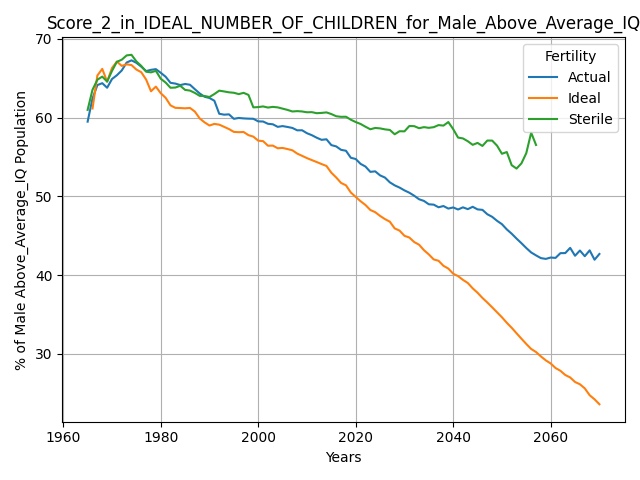 Score_2_in_IDEAL_NUMBER_OF_CHILDREN_for_Male_Above_Average_IQ
% of Male Above_Average_IQ Population
70
60
50
40
30
Fertility
Actual
Ideal
Sterile
1960
1980
2000
2020
2040
2060
Years